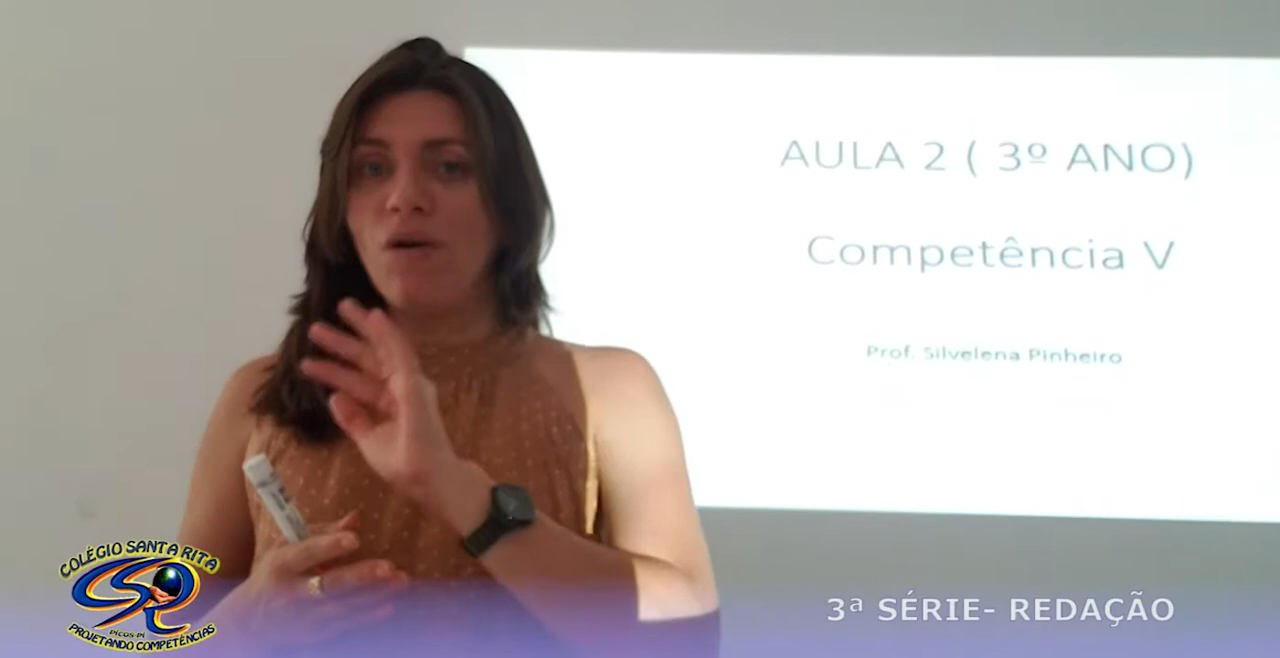 AULA 2 ( 3º ANO)
Competência V
Prof. Silvelena Pinheiro
COLÉGIO SANTA RITA
PICOS-PI
PROJETANDO COMPETÊNCIAS
3ª SÉRIE- REDAÇÃO